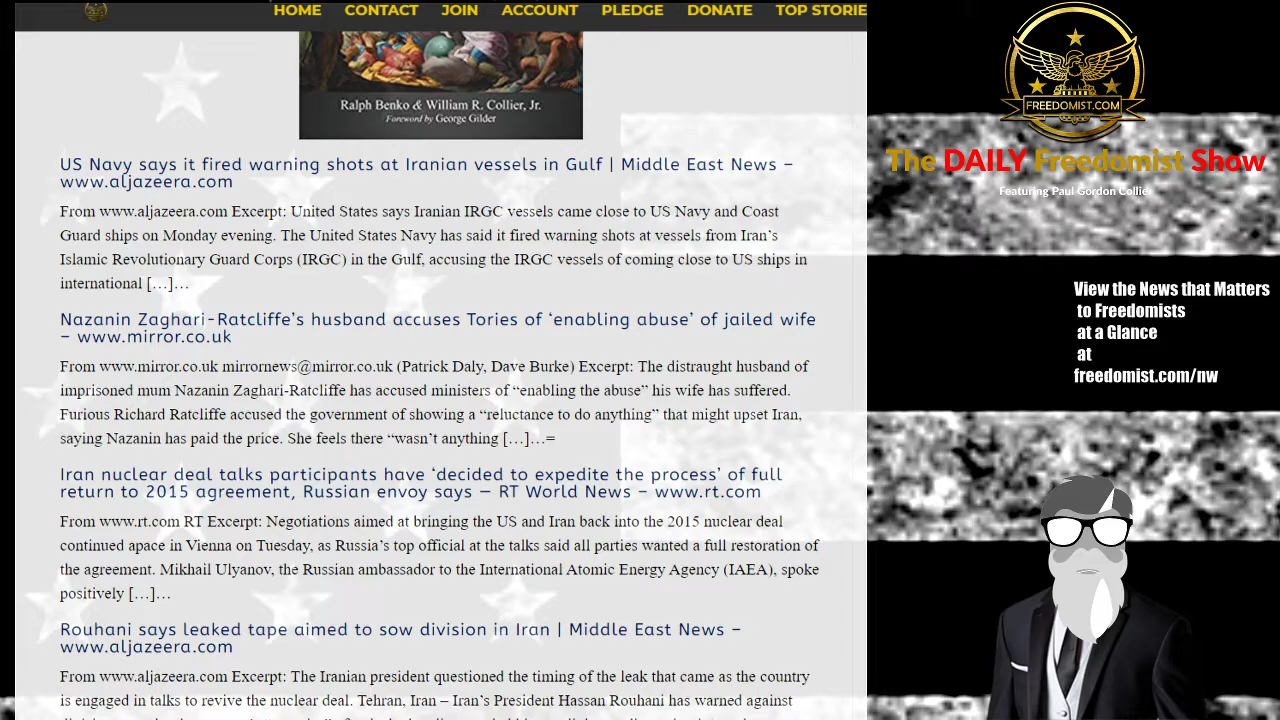 HOME CONTACT JOIN ACCOUNT PLEDGE DONATE TOP STORIE
Ralph Benko & William R. Collier, Jr.
Foreword by George Gilder
US Navy says it fired warning shots at Iranian vessels in Gulf | Middle East News –
www.aljazeera.com
From www.aljazeera.com Excerpt: United States says Iranian IRGC vessels came close to US Navy and Coast
Guard ships on Monday evening. The United States Navy has said it fired warning shots at vessels from Iran’s
Islamic Revolutionary Guard Corps (IRGC) in the Gulf, accusing the IRGC vessels of coming close to US ships in
international […]…
Nazanin Zaghari-Ratcliffe’s husband accuses Tories of ‘enabling abuse’ of jailed wife
– www.mirror.co.uk
From www.mirror.co.uk mirrornews@mirror.co.uk (Patrick Daly, Dave Burke) Excerpt: The distraught husband of
imprisoned mum Nazanin Zaghari-Ratcliffe has accused ministers of “enabling the abuse” his wife has suffered.
Furious Richard Ratcliffe accused the government of showing a “reluctance to do anything” that might upset Iran,
saying Nazanin has paid the price. She feels there “wasn’t anything […]…=
Iran nuclear deal talks participants have ‘decided to expedite the process’ of full
return to 2015 agreement, Russian envoy says — RT World News – www.rt.com
From www.rt.com RT Excerpt: Negotiations aimed at bringing the US and Iran back into the 2015 nuclear deal
continued apace in Vienna on Tuesday, as Russia’s top official at the talks said all parties wanted a full restoration of
the agreement. Mikhail Ulyanov, the Russian ambassador to the International Atomic Energy Agency (IAEA), spoke
positively […]…
Rouhani says leaked tape aimed to sow division in Iran | Middle East News –
www.aljazeera.com
From www.aljazeera.com Excerpt: The Iranian president questioned the timing of the leak that came as the country
is engaged in talks to revive the nuclear deal. Tehran, Iran – Iran’s President Hassan Rouhani has warned against
FREEDOMIST.COM
The DAILY Freedomist Show
Featuring Paul Gordon Collie
View the News that Matters
to Freedomists
at a Glance
at
freedomist.com/nw